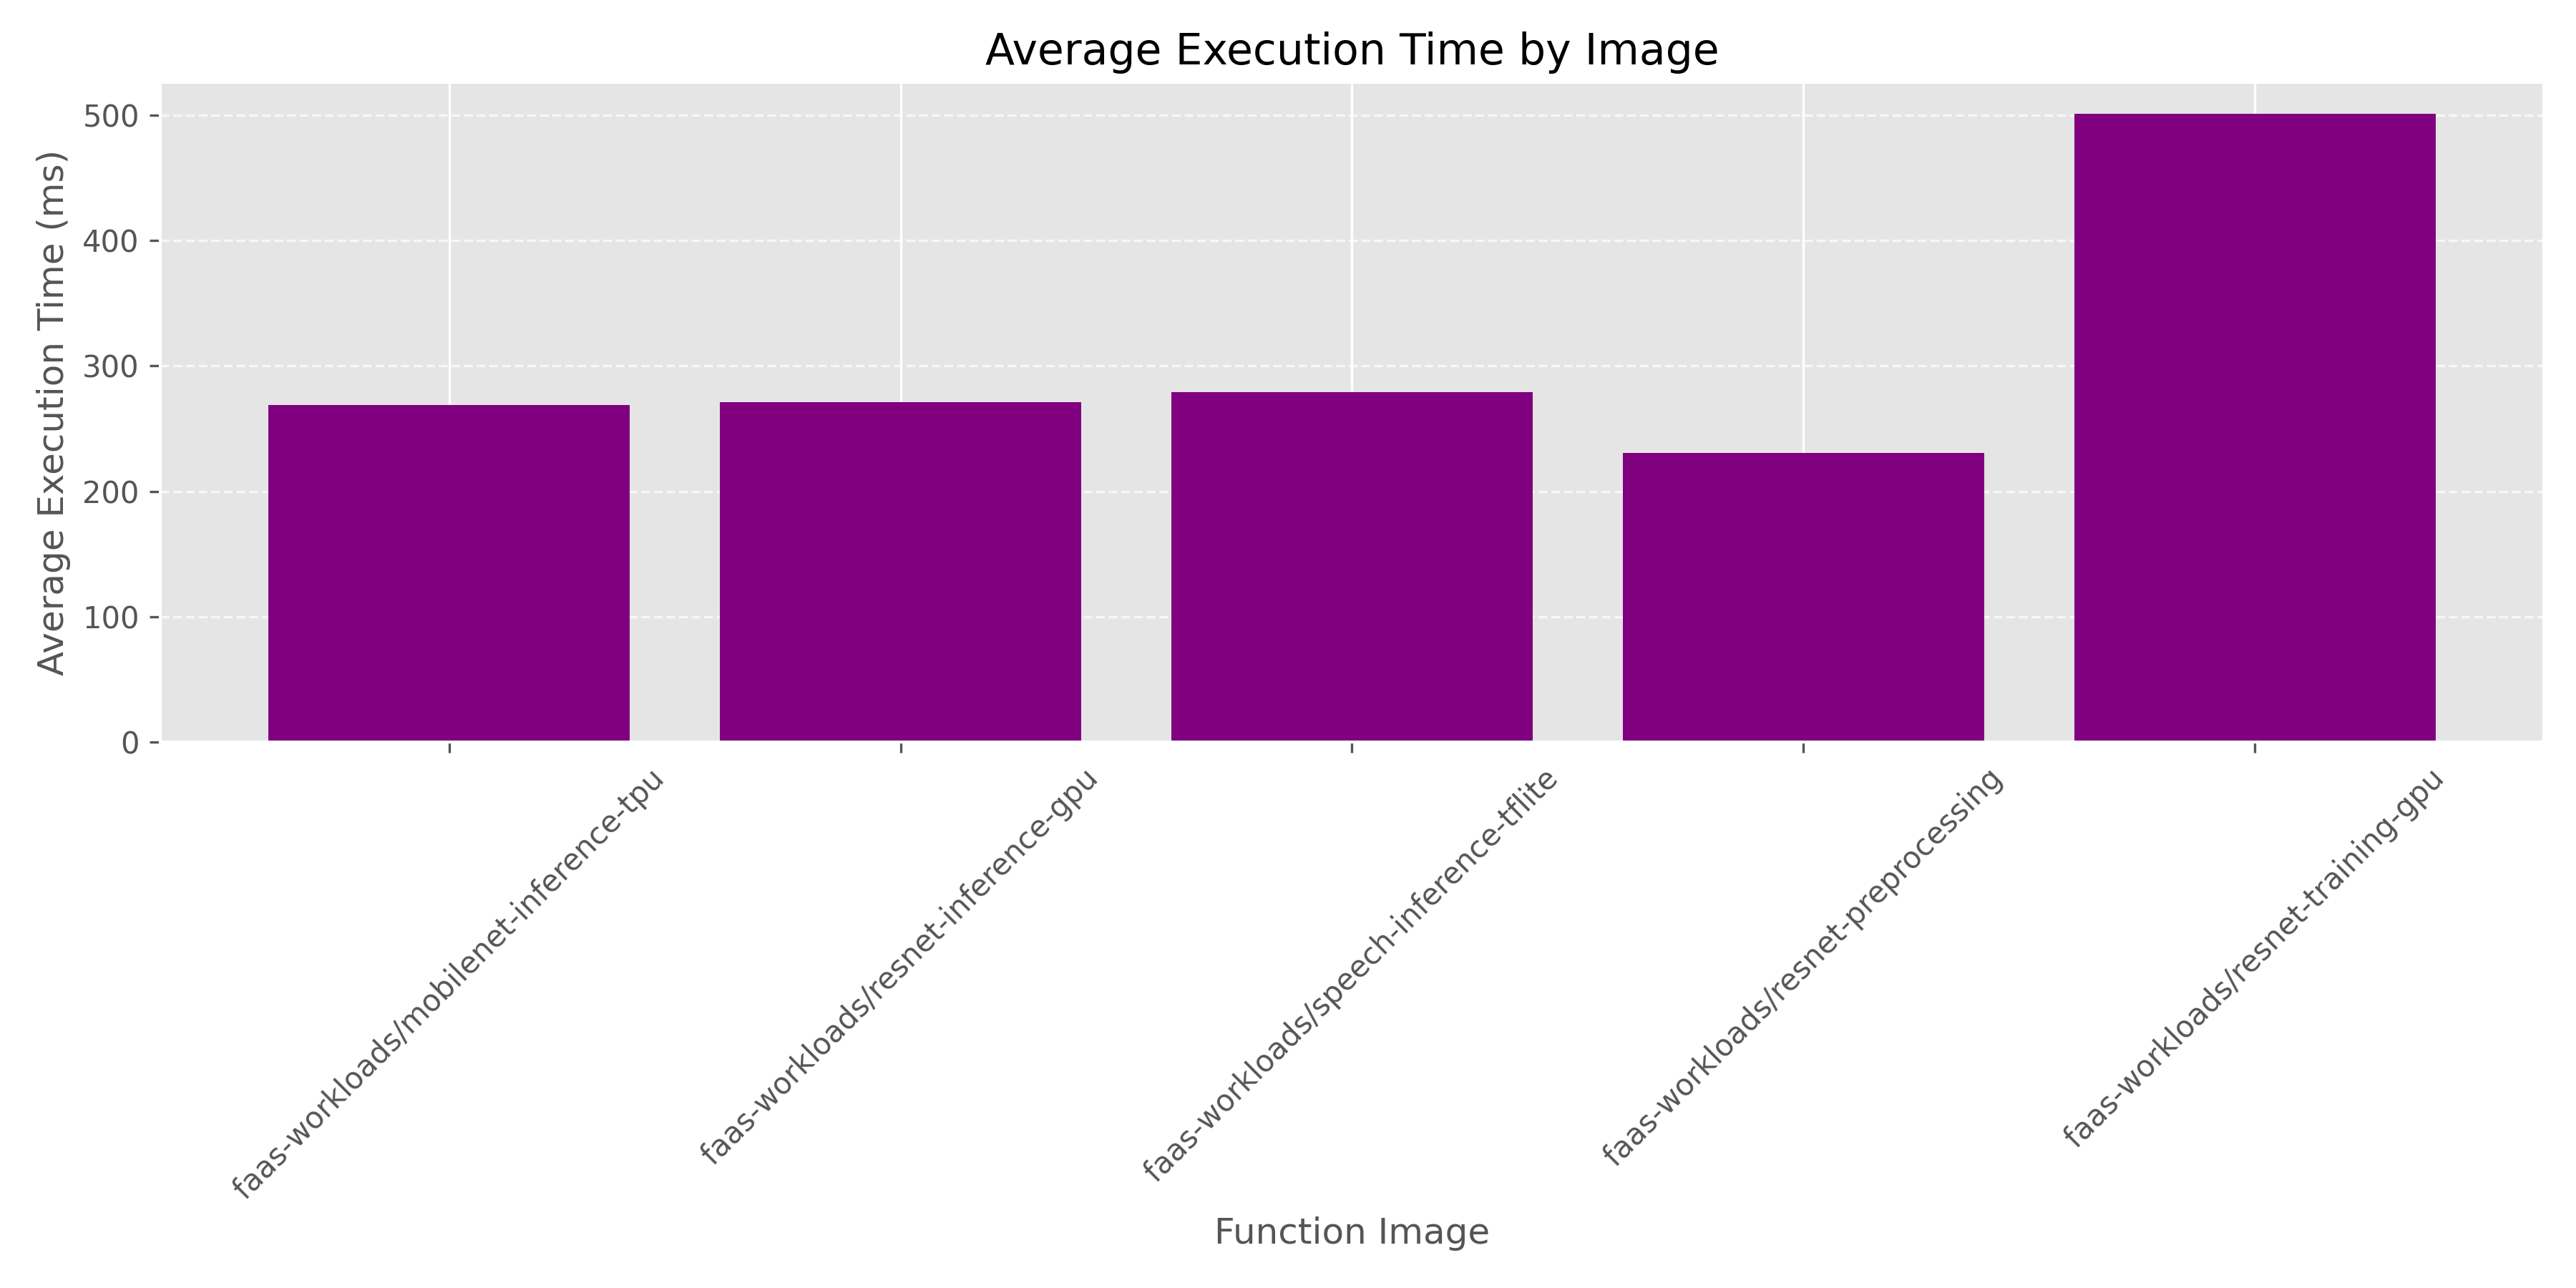 Average Execution Time by Image
Average Execution Time (ms)
500
400
300
200
100
0
faas-workloads/mobilenet-inference-tpu
faas-workloads/resnet-inference-gpu
faas-workloads/speech-inference-tflite
faas-workloads/resnet-preprocessing
faas-workloads/resnet-training-gpu
Function Image